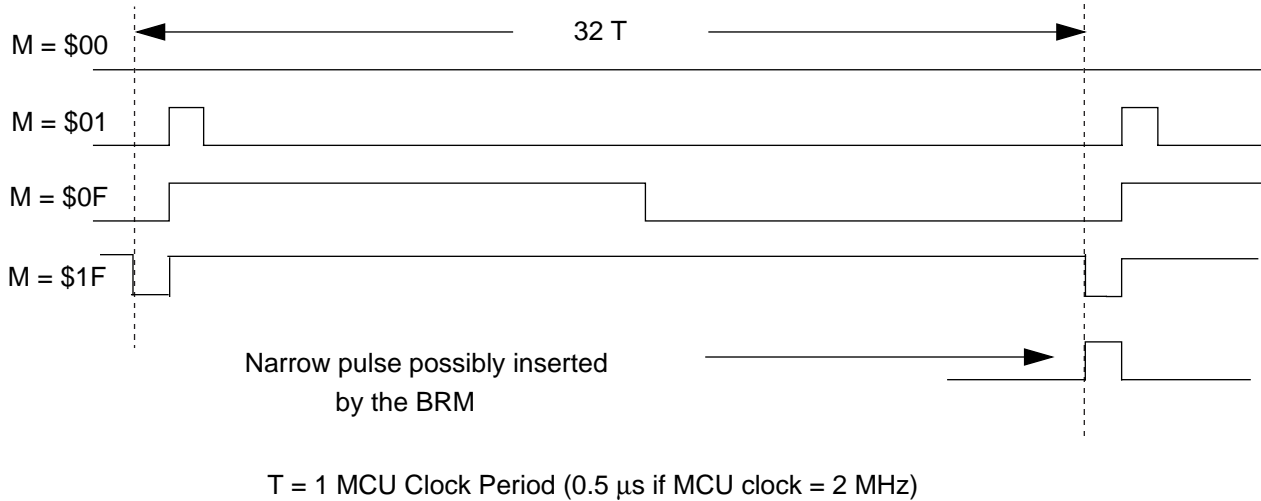 32 T
M = $00
M = $01
M = $0F
M = $1F
Narrow pulse possibly inserted
by the BRM
T = 1 MCU Clock Period (0.5 μs if MCU clock = 2 MHz)